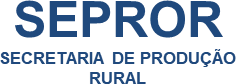 SEPROR
SECRETARIA DE PRODUÇÃO
RURAL